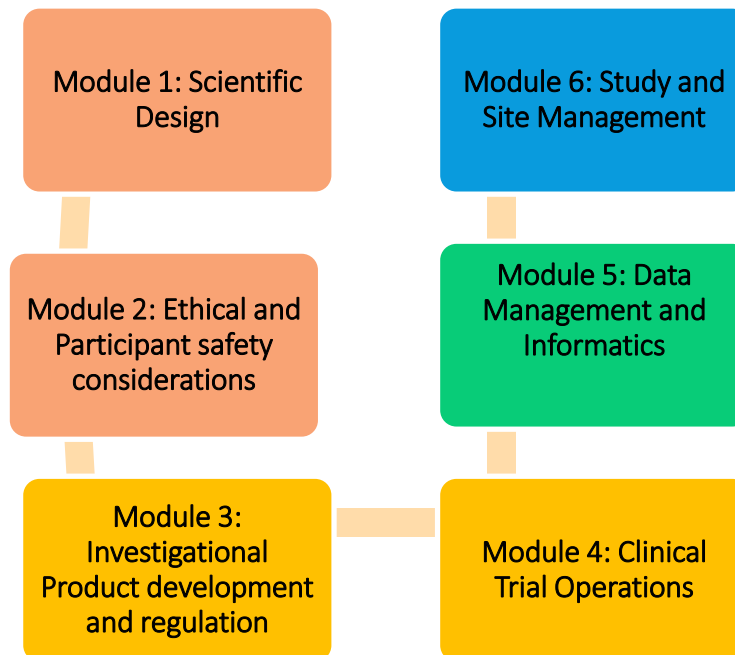 Module 1: Scientific
Design
Module 2: Ethical and
Participant safety
considerations
Module 3:
Investigational
Product development
and regulation
Module 4: Clinical
Trial Operations
Module 5: Data
Management and
Informatics
Module 6: Study and
Site Management